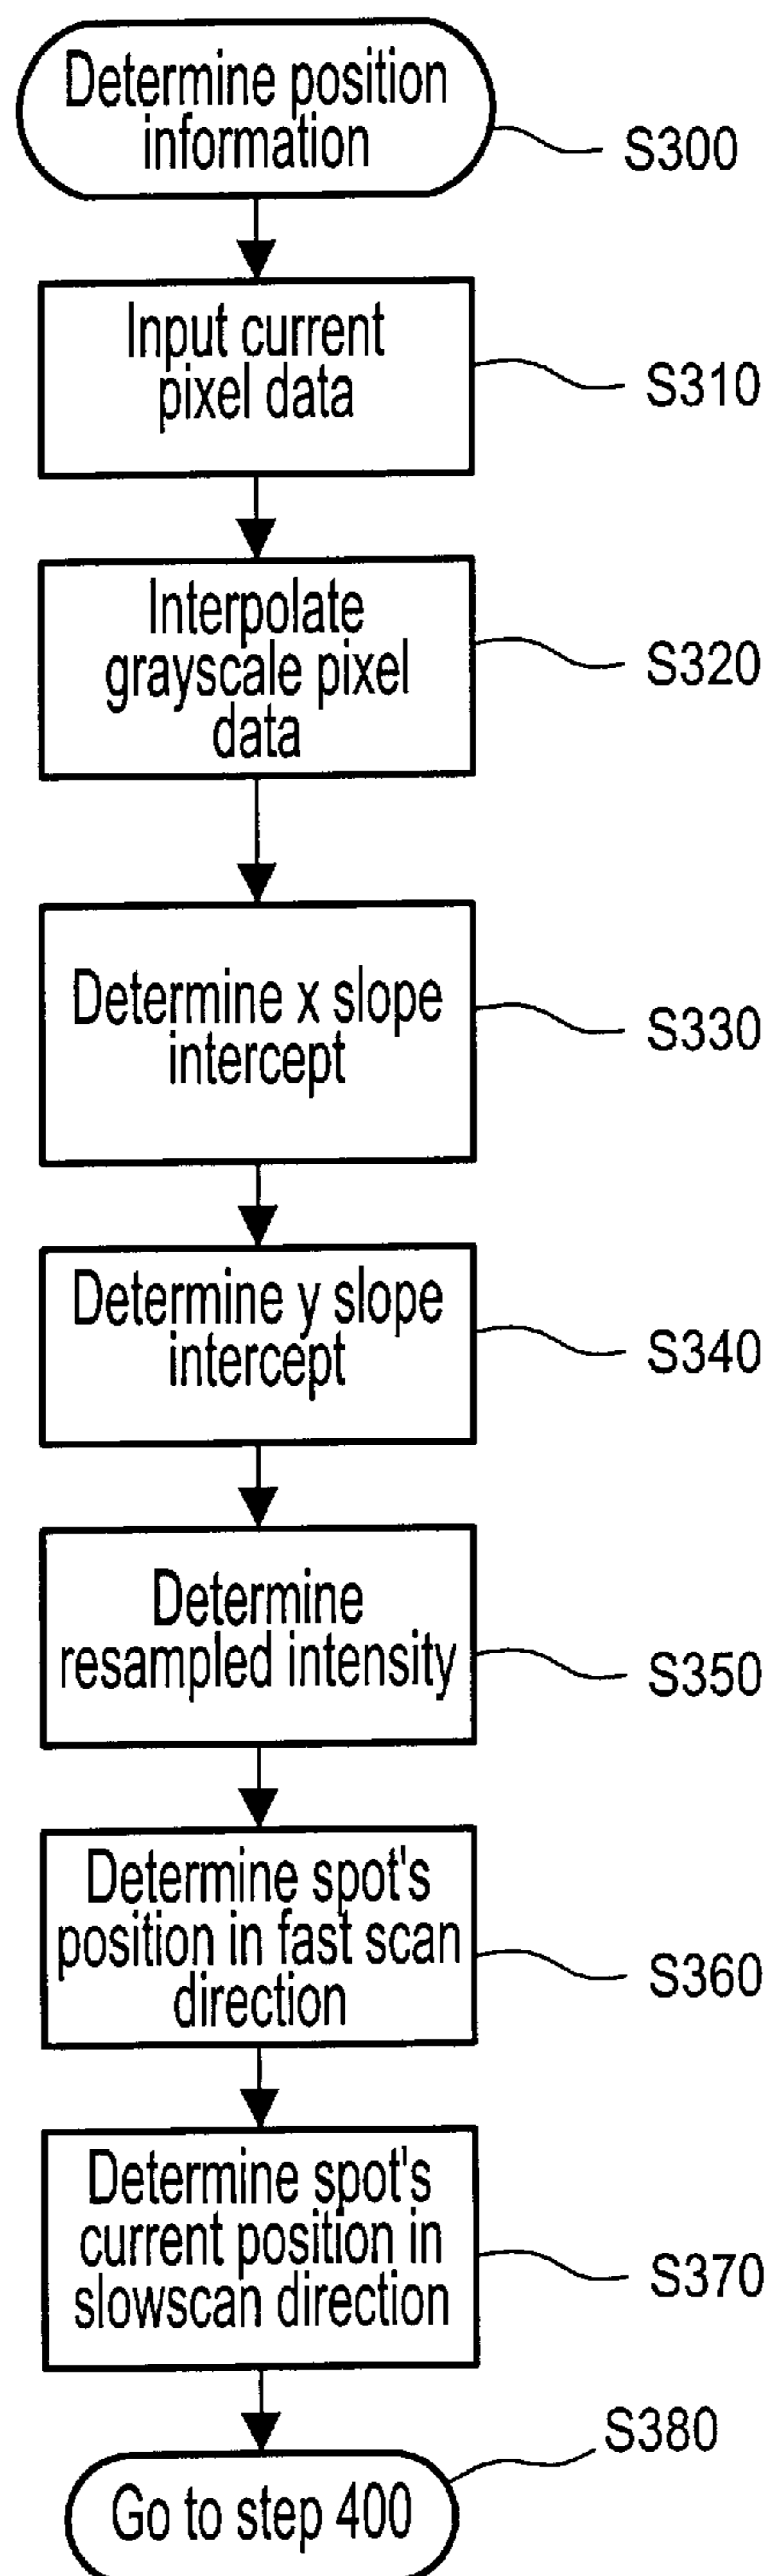 Determine position
information
S300
Input current
pixel data
S310
Interpolate
grayscale pixel
data
S320
Determine x slope
intercept
S330
Determine y slope
intercept
S340
Determine
resampled intensity
S350
Determine spot's
position in fast scan
direction
S360
Determine spot's
current position in
slowscan direction
S370
S380
Go to step 400